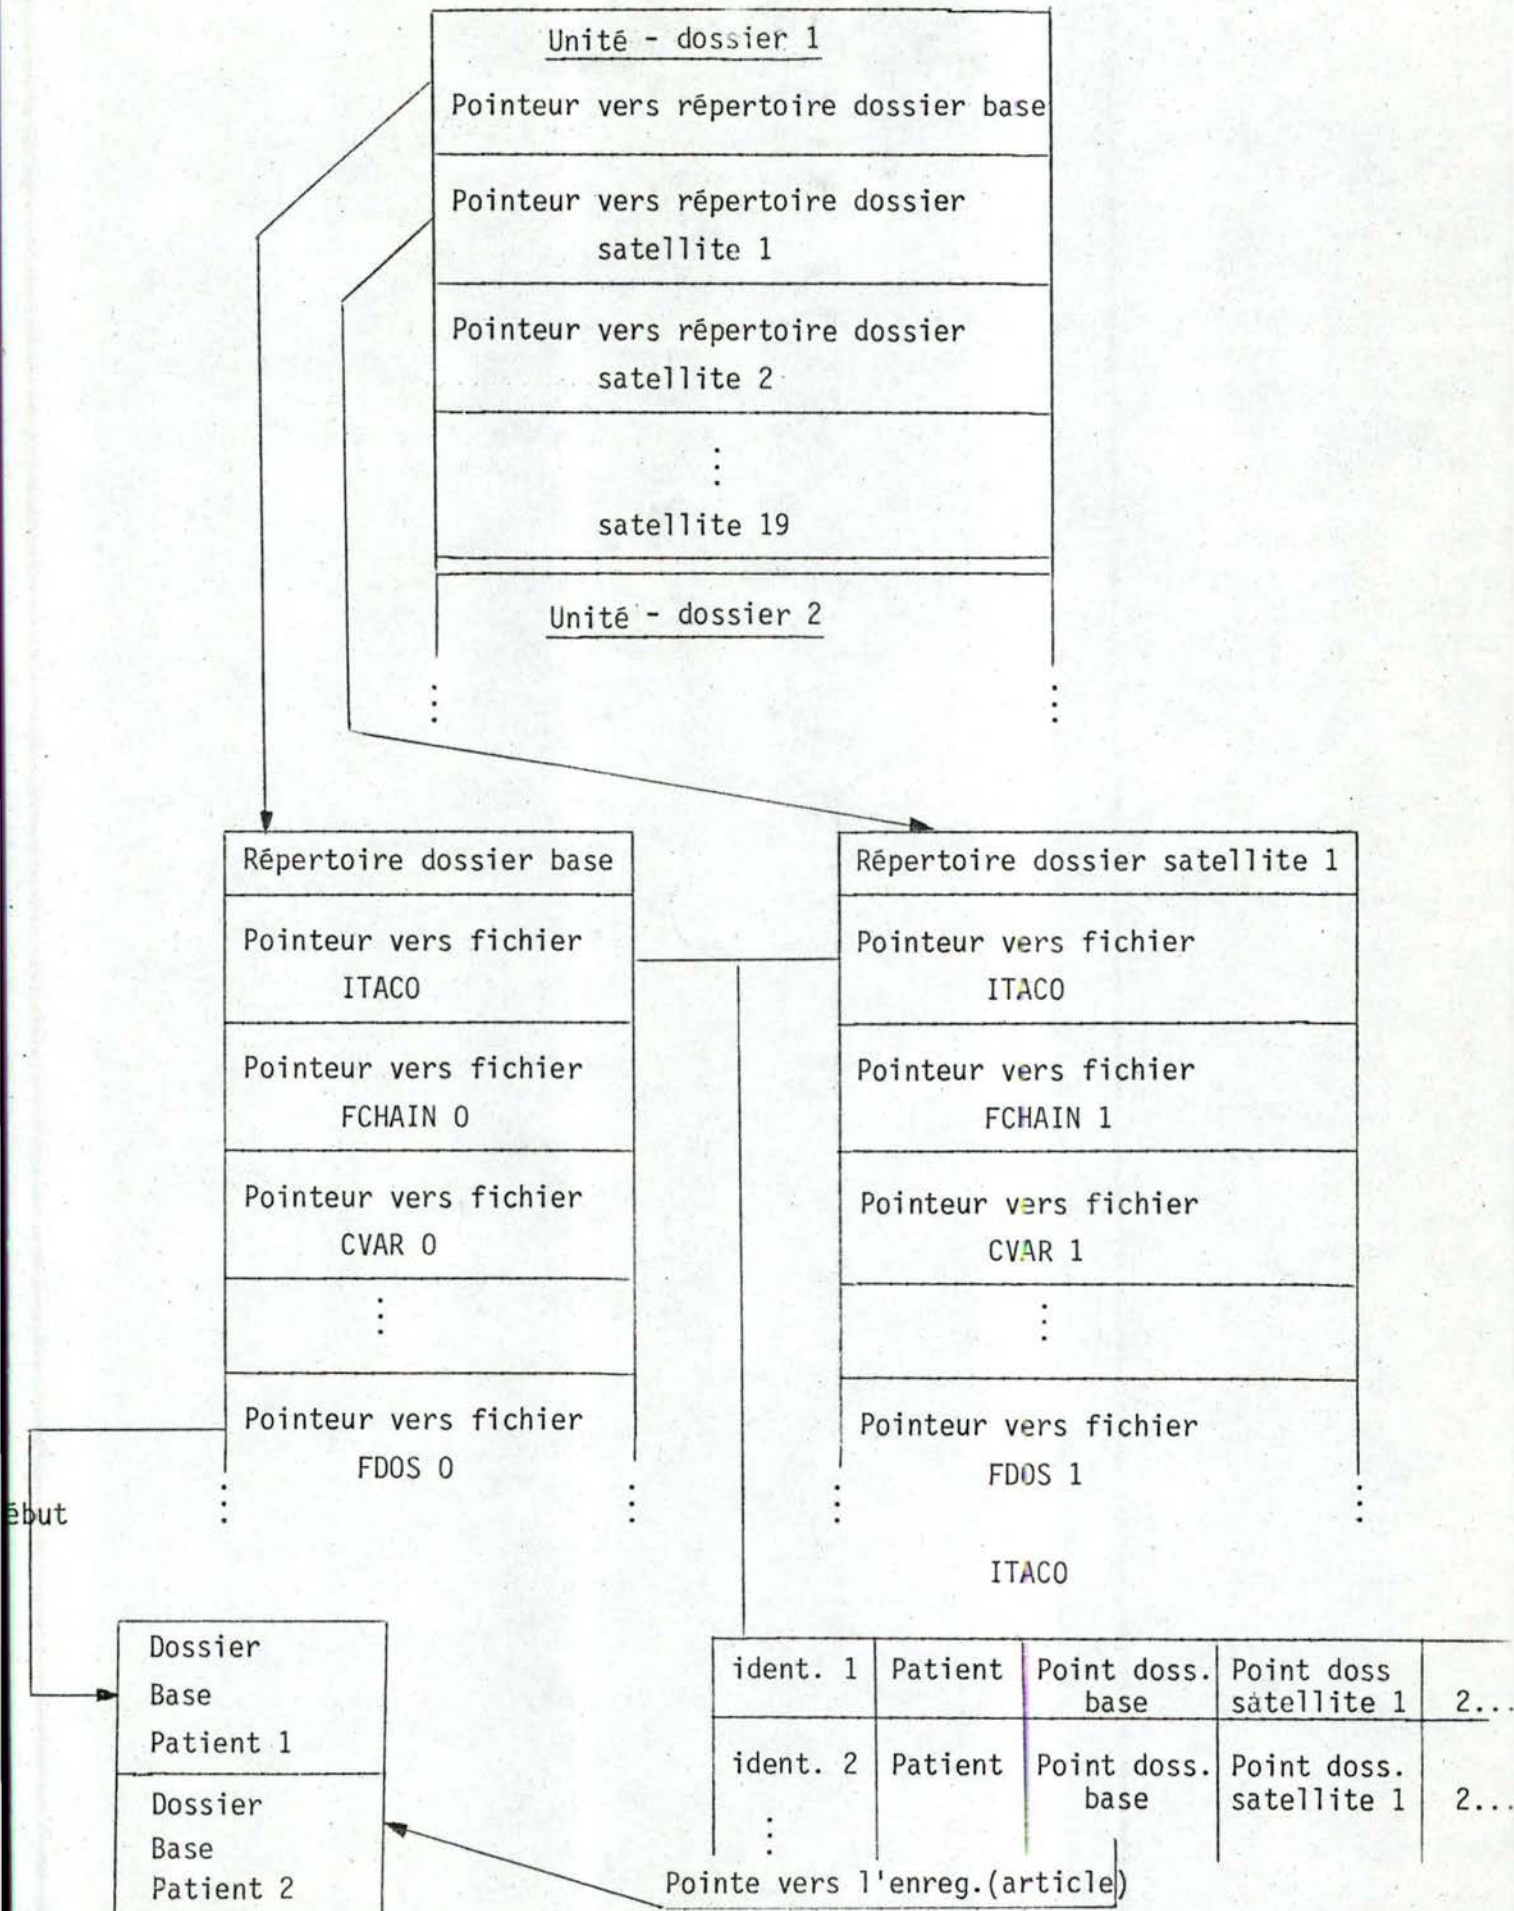 Unité - dossier 1
Pointeur vers répertoire dossier base
Pointeur vers répertoire dossier
satellite 1
Pointeur vers répertoire dossier
satellite 2
satellite 19
Unité - dossier 2
Répertoire dossier base
Pointeur vers fichier
ITACO
Pointeur vers fichier
FCHAIN 0
Pointeur vers fichier
CVAR 0
Pointeur vers fichier
FDOS 0
Répertoire dossier satellite 1
Pointeur vers fichier
ITACO
Pointeur vers fichier
FCHAIN 1
Pointeur vers fichier
CVAR 1
Pointeur vers fichier
FDOS 1
ébut
Dossier
Base
Patient 1
Dossier
Base
Patient 2
ITACO
ident. 1 Patient Point doss. Point doss
base satellite 1 2...
ident. 2 Patient Point doss. Point doss.
base satellite 1 2...
Pointe vers l'enreg.(article)